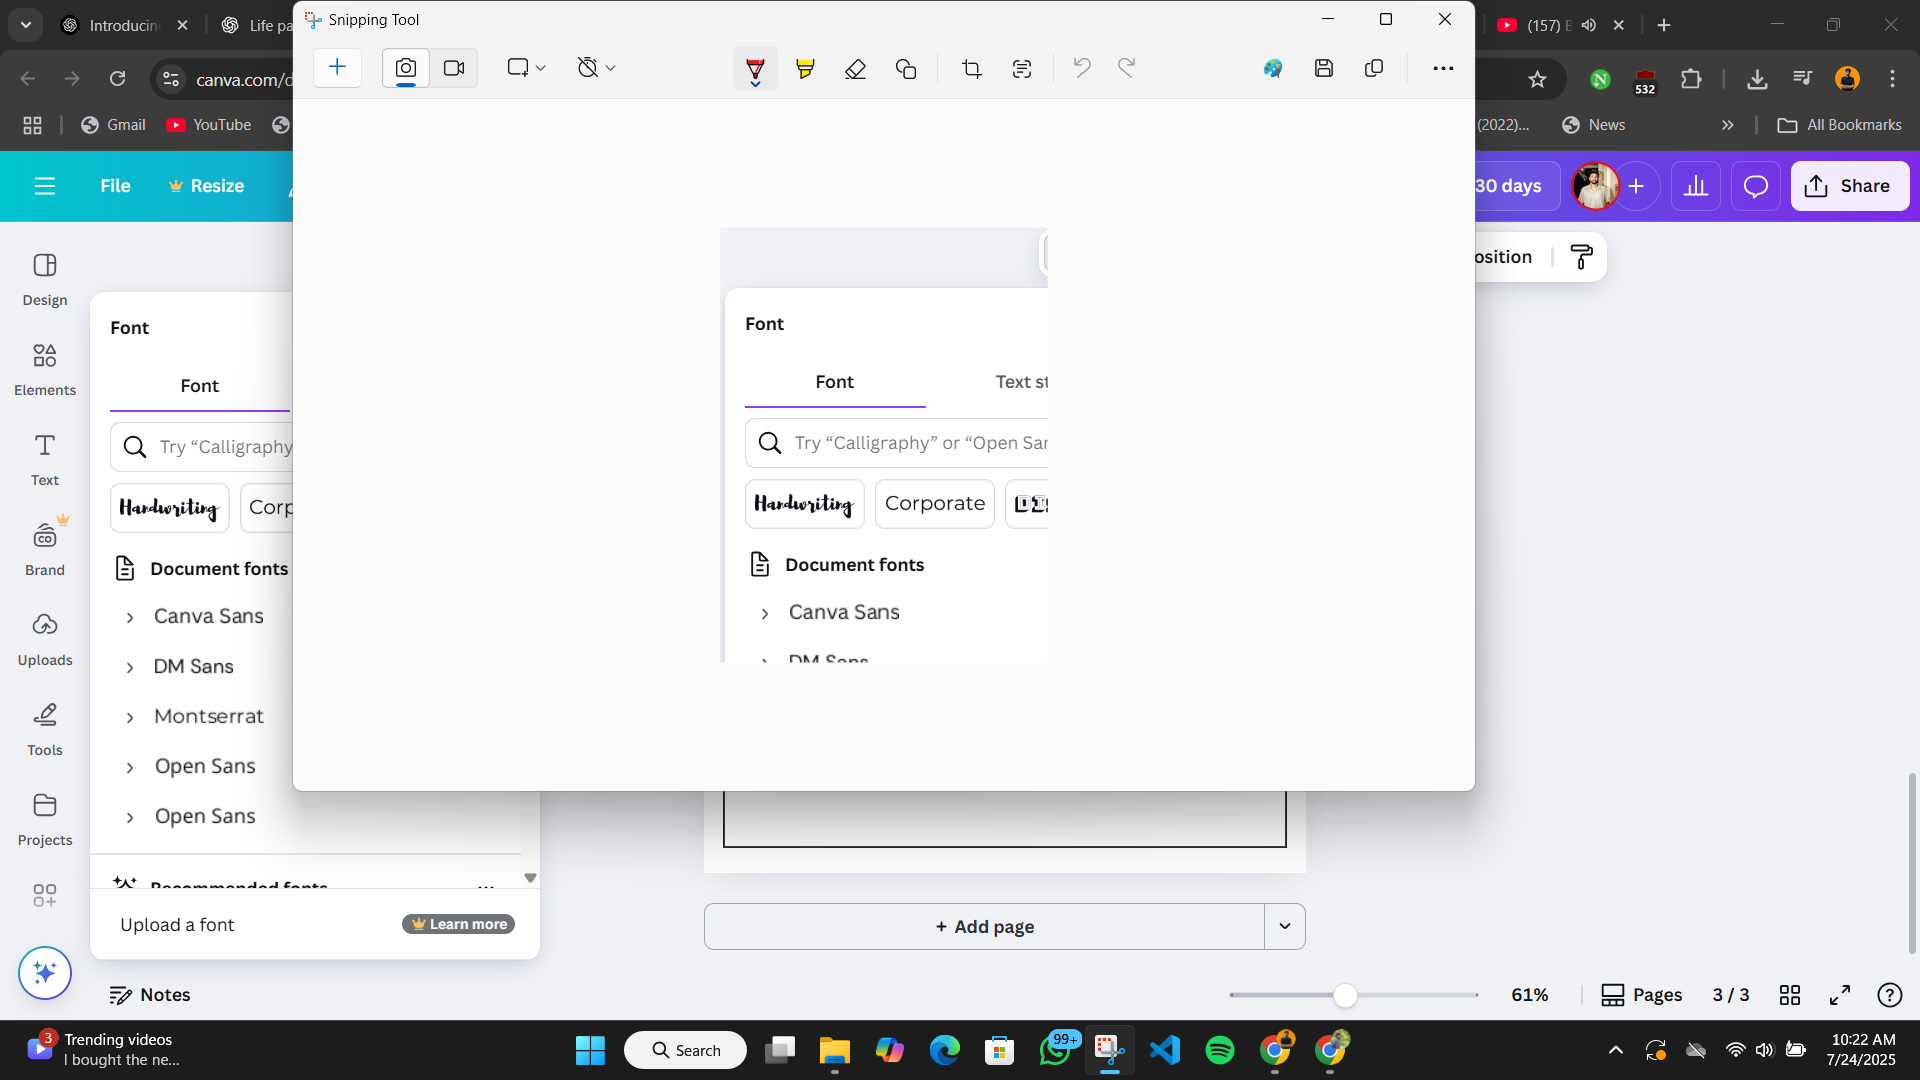 Introducin
Life pa
Snipping Tool
(157) B
canva.com/d
532
Gmail
YouTube
(2022)...
News
All Bookmarks
File
Resize
30 days
Share
osition
Design
Elements
Text
Brand
Uploads
Tools
Projects
Font
Font
Try “Calligraphy
Handwriting
Corp
Document fonts
Canva Sans
DM Sans
Montserrat
Open Sans
Open Sans
Recommended fonts
Upload a font
Learn more
Font
Font
Text st
Try “Calligraphy” or “Open San
Handwriting
Corporate
DIS
Document fonts
Canva Sans
DM Sans
+ Add page
Notes
61%
Pages
3 / 3
3
Trending videos
I bought the ne...
Search
99+
10:22 AM
7/24/2025